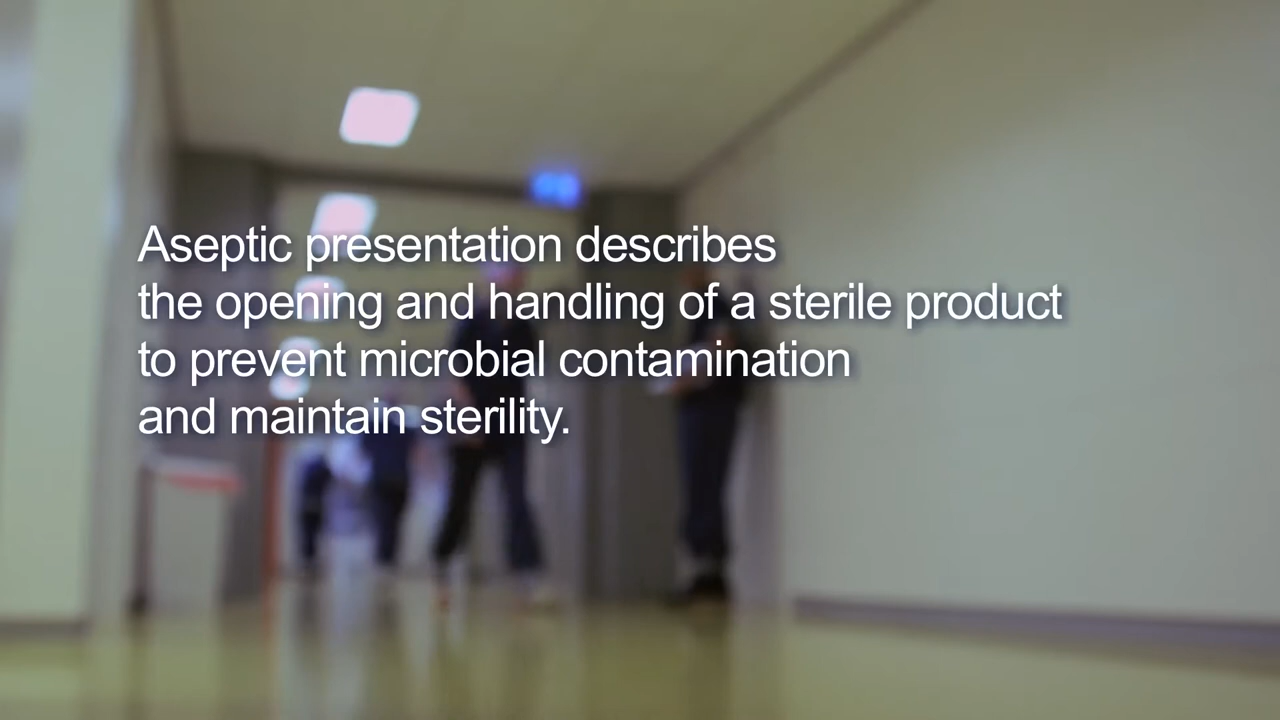 Aseptic presentation describes
the opening and handling of a sterile product
to prevent microbial contamination
and maintain sterility.